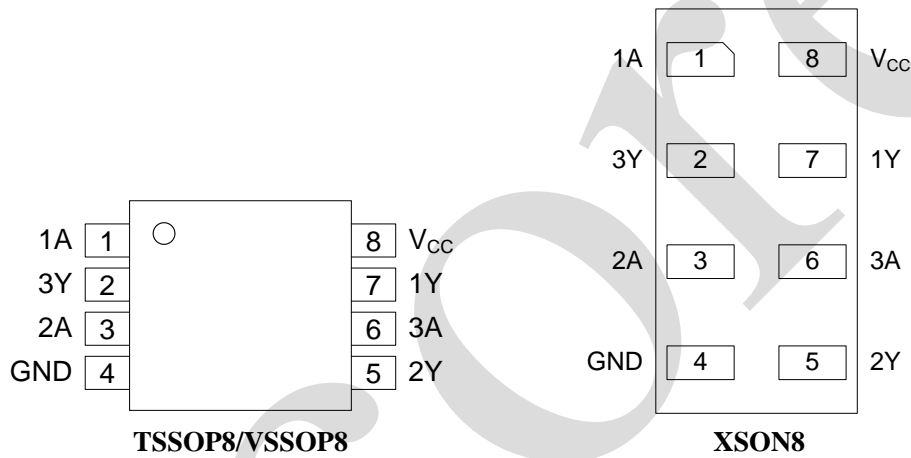 1A 1 8 VCC
3Y 2 7 1Y
2A 3 6 3A
GND 4 5 2Y
TSSOP8/VSSOP8
1A 1 8 VCC
3Y 2 7 1Y
2A 3 6 3A
GND 4 5 2Y
XSON8